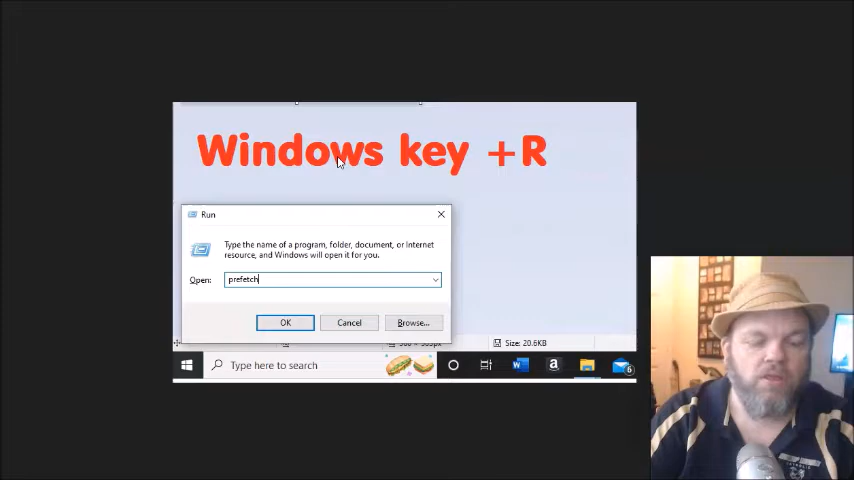 Windows key +R
Run
Type the name of a program, folder, document, or Internet
resource, and Windows will open it for you.
Open: prefetch
OK Cancel Browse...
Size: 20.6KB
Type here to search
W a 6